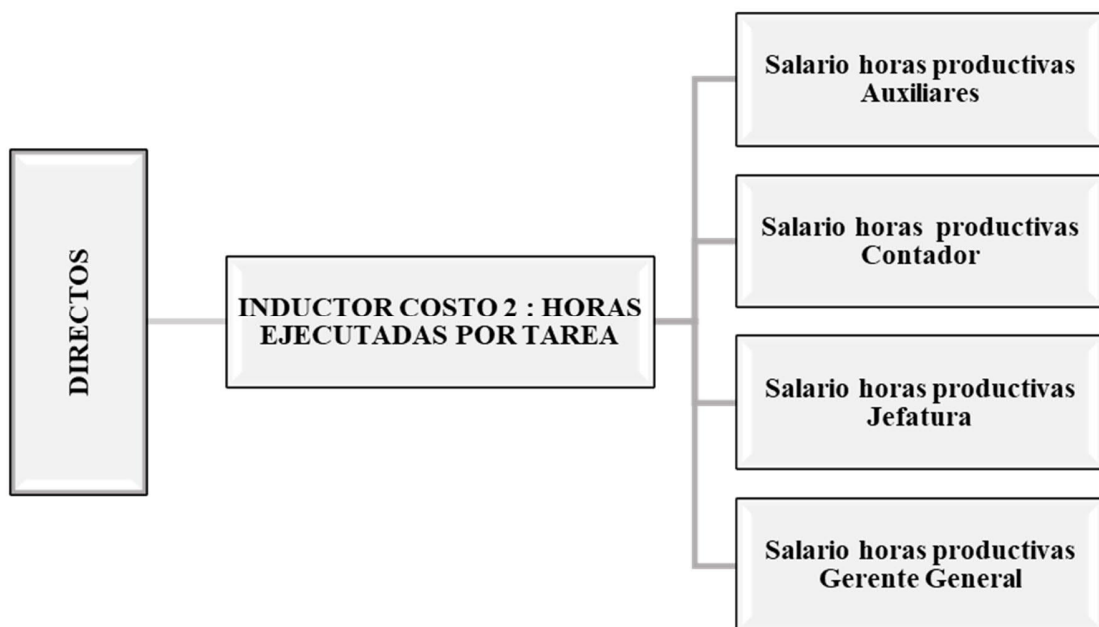 DIRECTOS
INDUCTOR COSTO 2 : HORAS
EJECUTADAS POR TAREA
Salario horas productivas
Auxiliares
Salario horas productivas
Contador
Salario horas productivas
Jefatura
Salario horas productivas
Gerente General